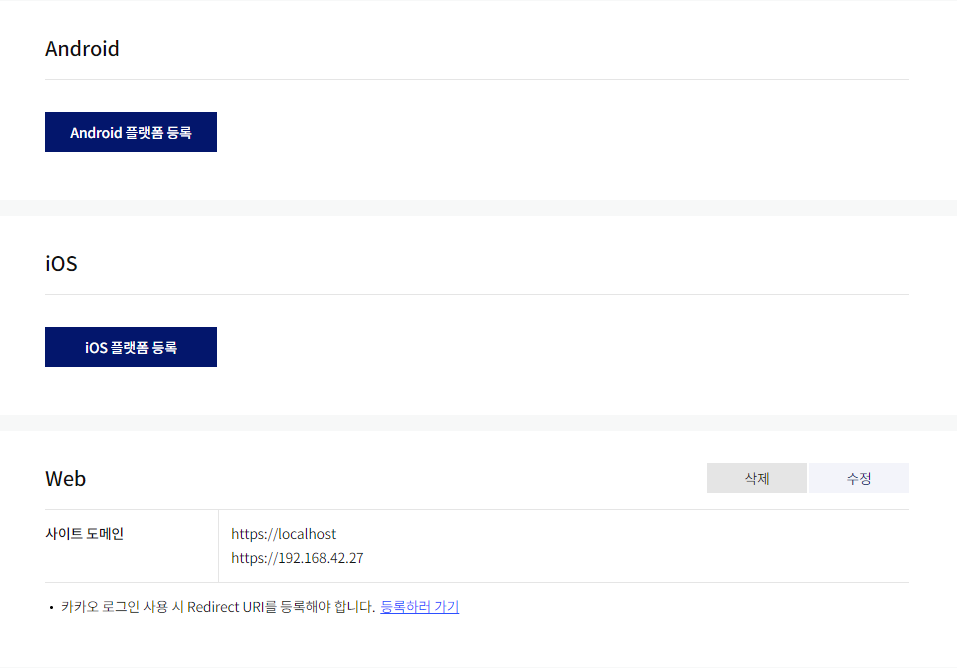 Android
Android 플랫폼 등록
iOS
iOS 플랫폼 등록
Web
삭제
수정
사이트 도메인
https://localhost
https://192.168.42.27
• 카카오 로그인 사용 시 Redirect URI를 등록해야 합니다. 등록하러 가기